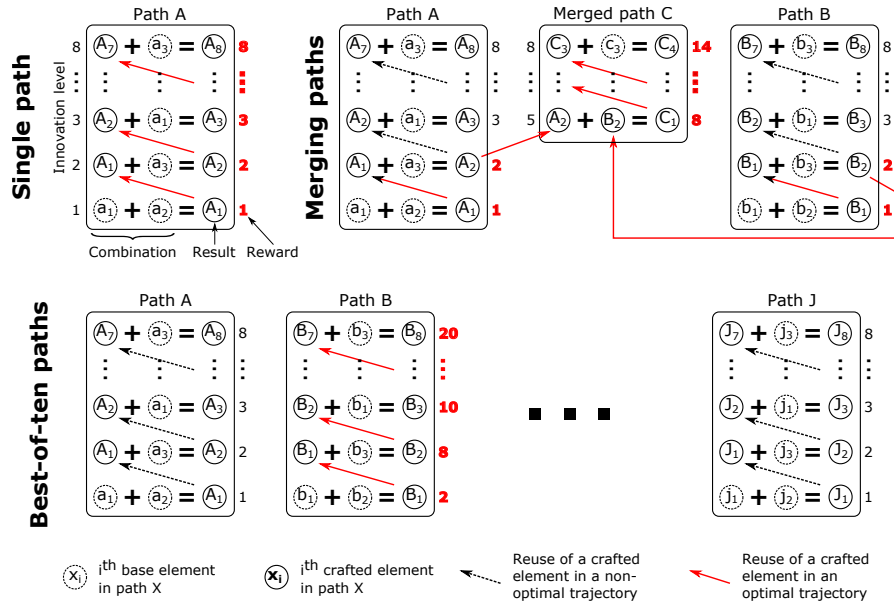 Single path
Innovation level
Path A
8 A₇ + a₃ = A₈ 8
⋮ ⋮ ⋮ ⋮
3 A₂ + a₁ = A₃ 3
2 A₁ + a₃ = A₂ 2
1 a₁ + a₂ = A₁ 1
Combination Result Reward
Merging paths
Path A
A₇ + a₃ = A₈ 8
⋮ ⋮ ⋮ ⋮
A₂ + a₁ = A₃ 3
A₁ + a₃ = A₂ 2
a₁ + a₂ = A₁ 1
Merged path C
8 C₃ + c₃ = C₄ 14
⋮ ⋮ ⋮ ⋮ ⋮
5 A₂ + B₂ = C₁ 8
Path B
B₇ + b₃ = B₈ 8
⋮ ⋮ ⋮ ⋮
B₂ + b₁ = B₃ 3
B₁ + b₃ = B₂ 2
b₁ + b₂ = B₁ 1
Best-of-ten paths
Path A
A₇ + a₃ = A₈ 8
⋮ ⋮ ⋮ ⋮
A₂ + a₁ = A₃ 3
A₁ + a₃ = A₂ 2
a₁ + a₂ = A₁ 1
Path B
B₇ + b₃ = B₈ 20
⋮ ⋮ ⋮ ⋮
B₂ + b₁ = B₃ 10
B₁ + b₃ = B₂ 8
b₁ + b₂ = B₁ 2
Path J
J₇ + j₃ = J₈ 8
⋮ ⋮ ⋮ ⋮
J₂ + j₁ = J₃ 3
J₁ + j₃ = J₂ 2
j₁ + j₂ = J₁ 1
xᵢ
iᵗʰ base element
in path X
xᵢ
iᵗʰ crafted element
in path X
Reuse of a crafted
element in a non-
optimal trajectory
Reuse of a crafted
element in an
optimal trajectory